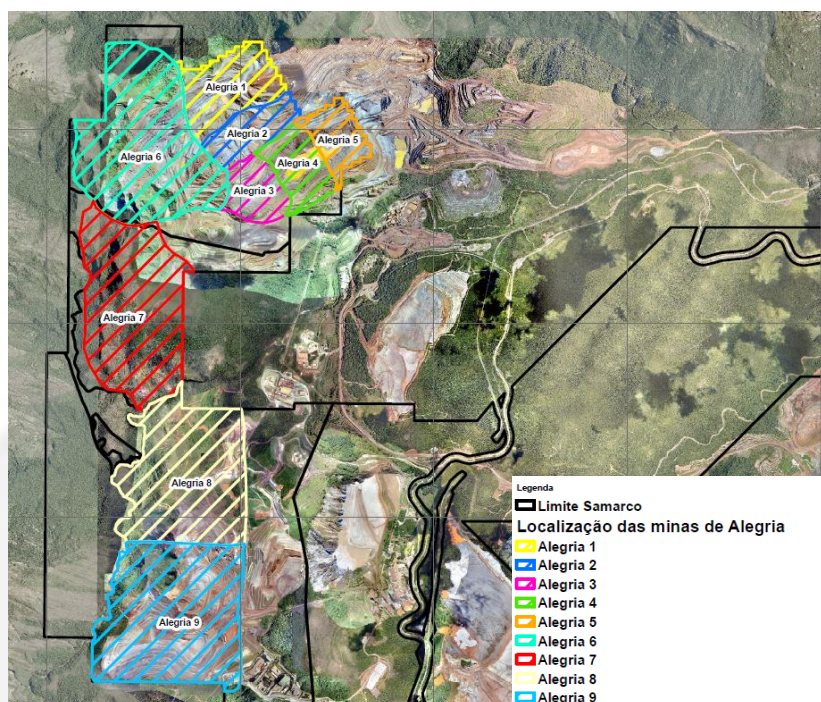 Alegria 1
Alegria 2
Alegria 5
Alegria 6
Alegria 4
Alegria 3
Alegria 7
Alegria 8
Alegria 9
Legenda
Limite Samarco
Localização das minas de Alegria
Alegria 1
Alegria 2
Alegria 3
Alegria 4
Alegria 5
Alegria 6
Alegria 7
Alegria 8
Alegria 9